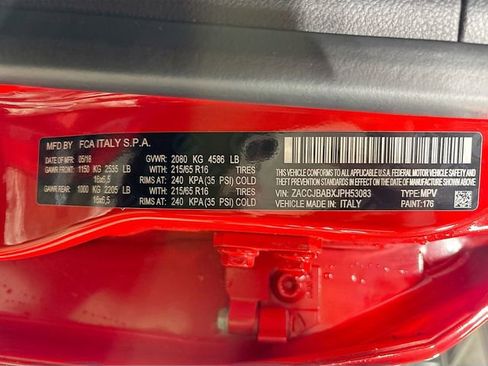 MFD BY: FCA ITALY S.P.A.
DATE OF MFD: 05/18 GVWR: 2080 KG 4586 LB
GAWR FRONT: 1150 KG 2535 LB WITH: 215/65 R16 TIRES
16x6,5 RIMS AT: 240 KPA(35 PSI) COLD
GAWR REAR: 1000 KG 2205 LB WITH: 215/65 R16 TIRES
16x6,5 RIMS AT: 240 KPA(35 PSI) COLD
THIS VEHICLE CONFORMS TO ALL APPLICABLE U.S.A. FEDERAL MOTOR VEHICLE
SAFETY, BUMPER, AND THEFT PREVENTION STANDARDS IN EFFECT ON THE
DATE OF MANUFACTURE SHOWN ABOVE.
VIN: ZACCJBABXJPH53083 TYPE: MPV
VEHICLE MADE IN: ITALY PAINT: 176